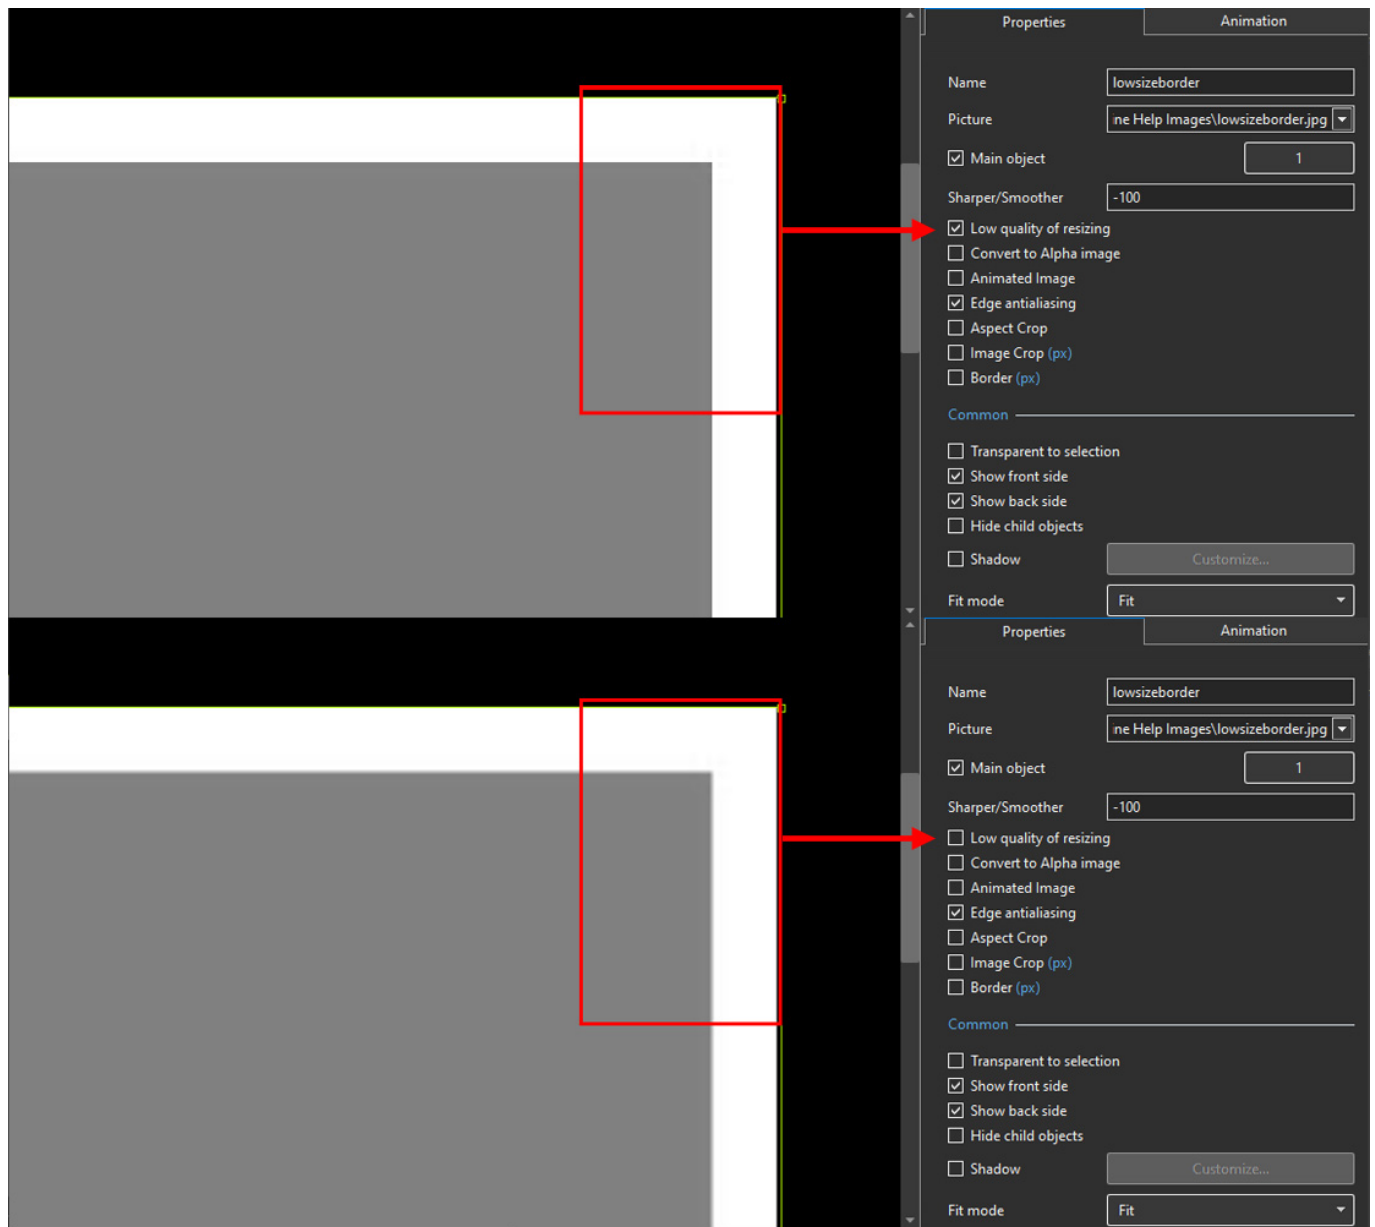 Properties Animation
Name lowsizeborder
Picture ne Help Images\lowsizeborder.jpg
Main object 1
Sharper/Smoother -100
Low quality of resizing
Convert to Alpha image
Animated Image
Edge antialiasing
Aspect Crop
Image Crop (px)
Border (px)
Common
Transparent to selection
Show front side
Show back side
Hide child objects
Shadow Customize...
Fit mode Fit
Properties Animation
Name lowsizeborder
Picture ne Help Images\lowsizeborder.jpg
Main object 1
Sharper/Smoother -100
Low quality of resizing
Convert to Alpha image
Animated Image
Edge antialiasing
Aspect Crop
Image Crop (px)
Border (px)
Common
Transparent to selection
Show front side
Show back side
Hide child objects
Shadow Customize...
Fit mode Fit